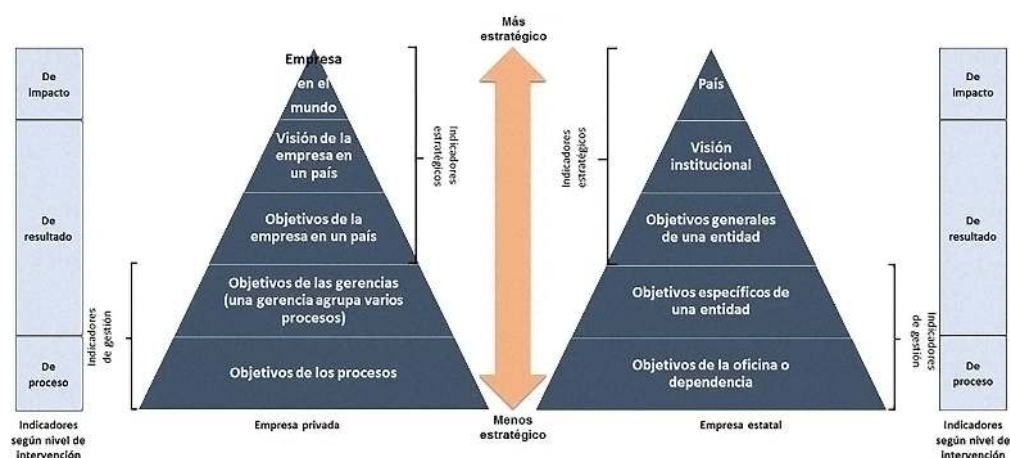 Más
estratégico
De
Impacto
De
resultado
De
proceso
Indicadores
según nivel de
intervención
Indicadores
de gestión
Empresa
en el
mundo
Visión de la
empresa en
un país
Objetivos de la
empresa en un país
Objetivos de las gerencias
(una gerencia agrupa varios
procesos)
Objetivos de los procesos
Empresa privada
Indicadores
estratégicos
Menos
estratégico
Indicadores
estratégicos
País
Visión
institucional
Objetivos generales
de una entidad
Objetivos específicos de
una entidad
Objetivos de la oficina o
dependencia
Empresa estatal
Indicadores
de gestión
De
impacto
De
resultado
De
proceso
Indicadores
según nivel de
intervención